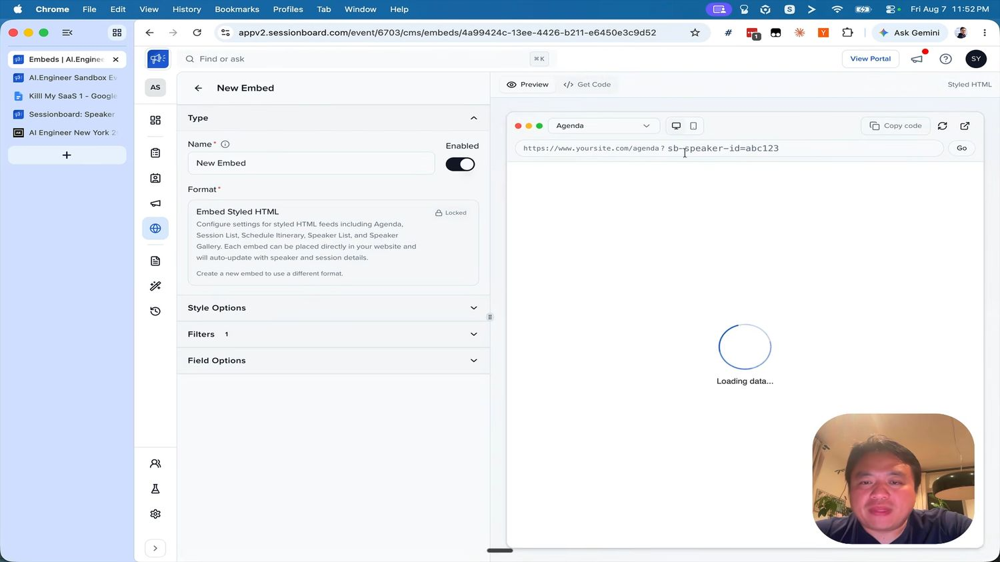 Chrome File Edit View History Bookmarks Profiles Tab Window Help
Fri Aug 7 11:52 PM
Embeds | AI.Enginee
AI.Engineer Sandbox Ev
Killl My SaaS 1 - Google
Sessionboard: Speaker
AI Engineer New York 2
appv2.sessionboard.com/event/6703/cms/embeds/4a99424c-13ee-4426-b211-e6450e3c9d52
1
Ask Gemini
Find or ask
⌘K
View Portal
SY
AS
New Embed
Type
Name*
Enabled
New Embed
Format*
Embed Styled HTML
Locked
Configure settings for styled HTML feeds including Agenda,
Session List, Schedule Itinerary, Speaker List, and Speaker
Gallery. Each embed can be placed directly in your website and
will auto-update with speaker and session details.
Create a new embed to use a different format.
Style Options
Filters 1
Field Options
Preview
Get Code
Styled HTML
Agenda
Copy code
https://www.yoursite.com/agenda? sb-speaker-id=abc123
Go
Loading data...